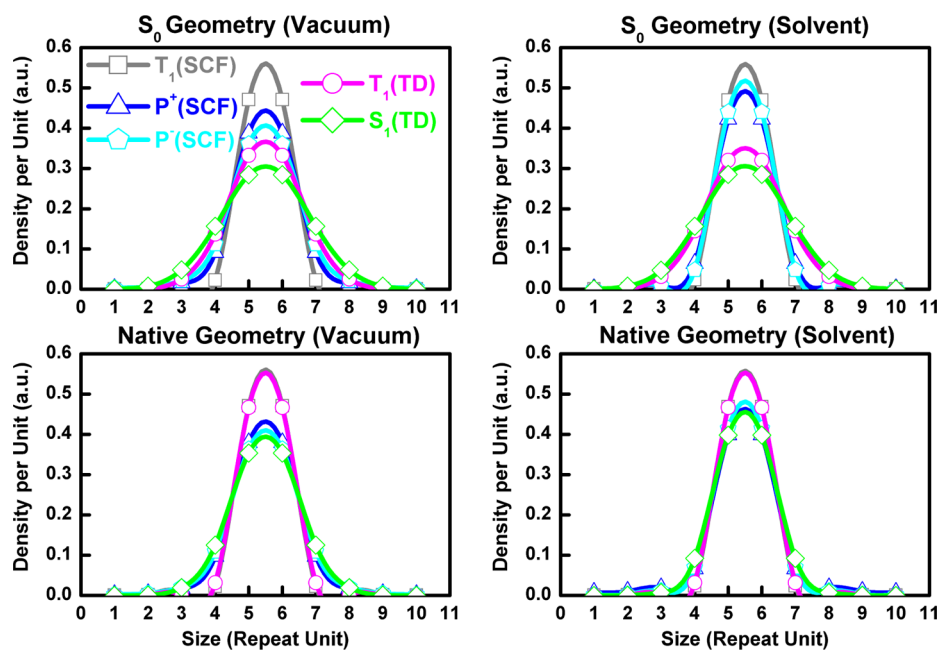 S0 Geometry (Vacuum)
0.6
0.5
0.4
0.3
0.2
0.1
0.0
Density per Unit (a.u.)
T1(SCF)
P+(SCF)
P-(SCF)
T1(TD)
S1(TD)
0 1 2 3 4 5 6 7 8 9 10 11
S0 Geometry (Solvent)
0.6
0.5
0.4
0.3
0.2
0.1
0.0
Density per Unit (a.u.)
0 1 2 3 4 5 6 7 8 9 10 11
Native Geometry (Vacuum)
0.6
0.5
0.4
0.3
0.2
0.1
0.0
Density per Unit (a.u.)
0 1 2 3 4 5 6 7 8 9 10 11
Size (Repeat Unit)
Native Geometry (Solvent)
0.6
0.5
0.4
0.3
0.2
0.1
0.0
Density per Unit (a.u.)
0 1 2 3 4 5 6 7 8 9 10 11
Size (Repeat Unit)